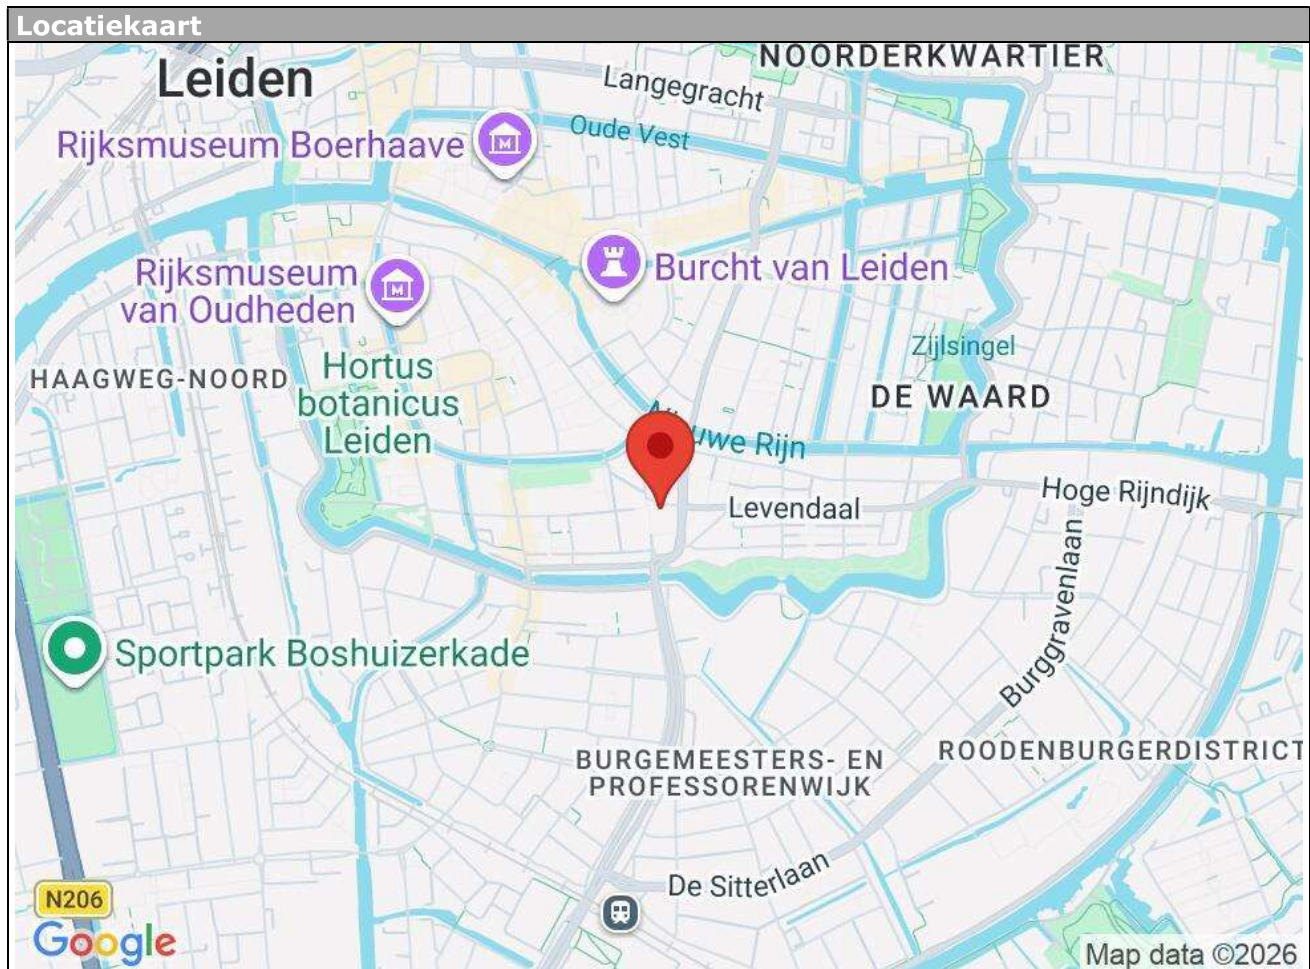 Locatiekaart
NOORDERKWARTIER
Leiden
Langegracht
Oude Vest
Rijksmuseum Boerhaave
Burcht van Leiden
Rijksmuseum
van Oudheden
Zijlsingel
HAAGWEG-NOORD
Hortus
botanicus
Leiden
DE WAARD
Rijn
Levendaal
Hoge Rijndijk
Burggravenlaan
Sportpark Boshuizerkade
BURGEMEESTERS- EN
PROFESSORENWIJK
ROODENBURGERDISTRICT
De Sitterlaan
N206
Google
Map data ©2026